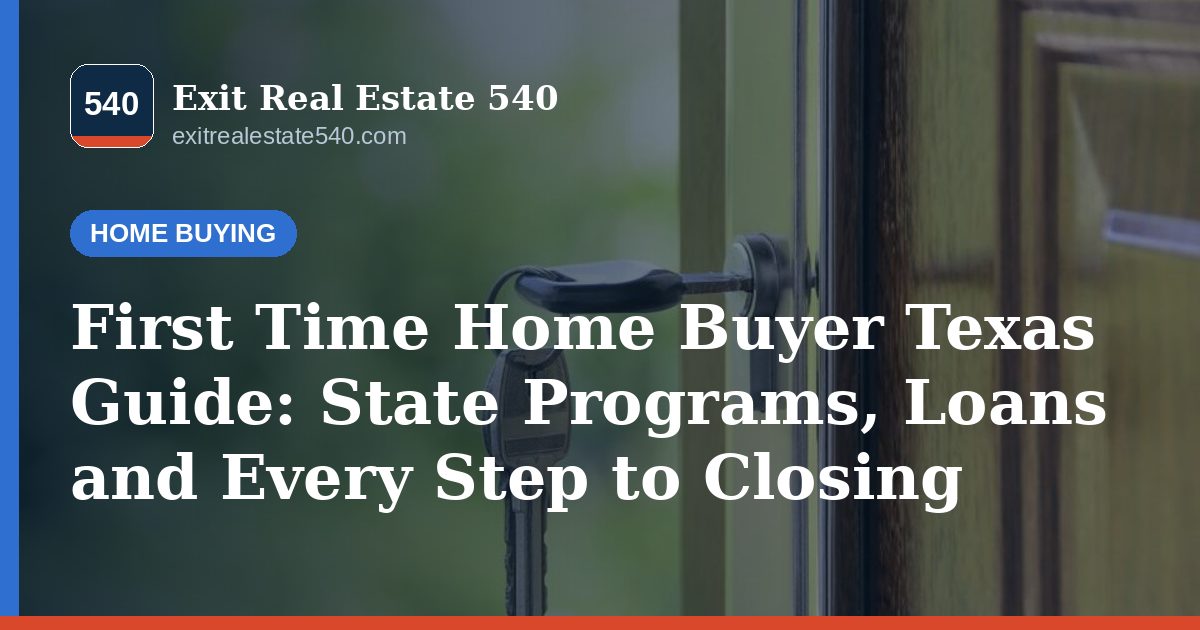 540
Exit Real Estate 540
exitrealestate540.com
HOME BUYING
First Time Home Buyer Texas
Guide: State Programs, Loans
and Every Step to Closing